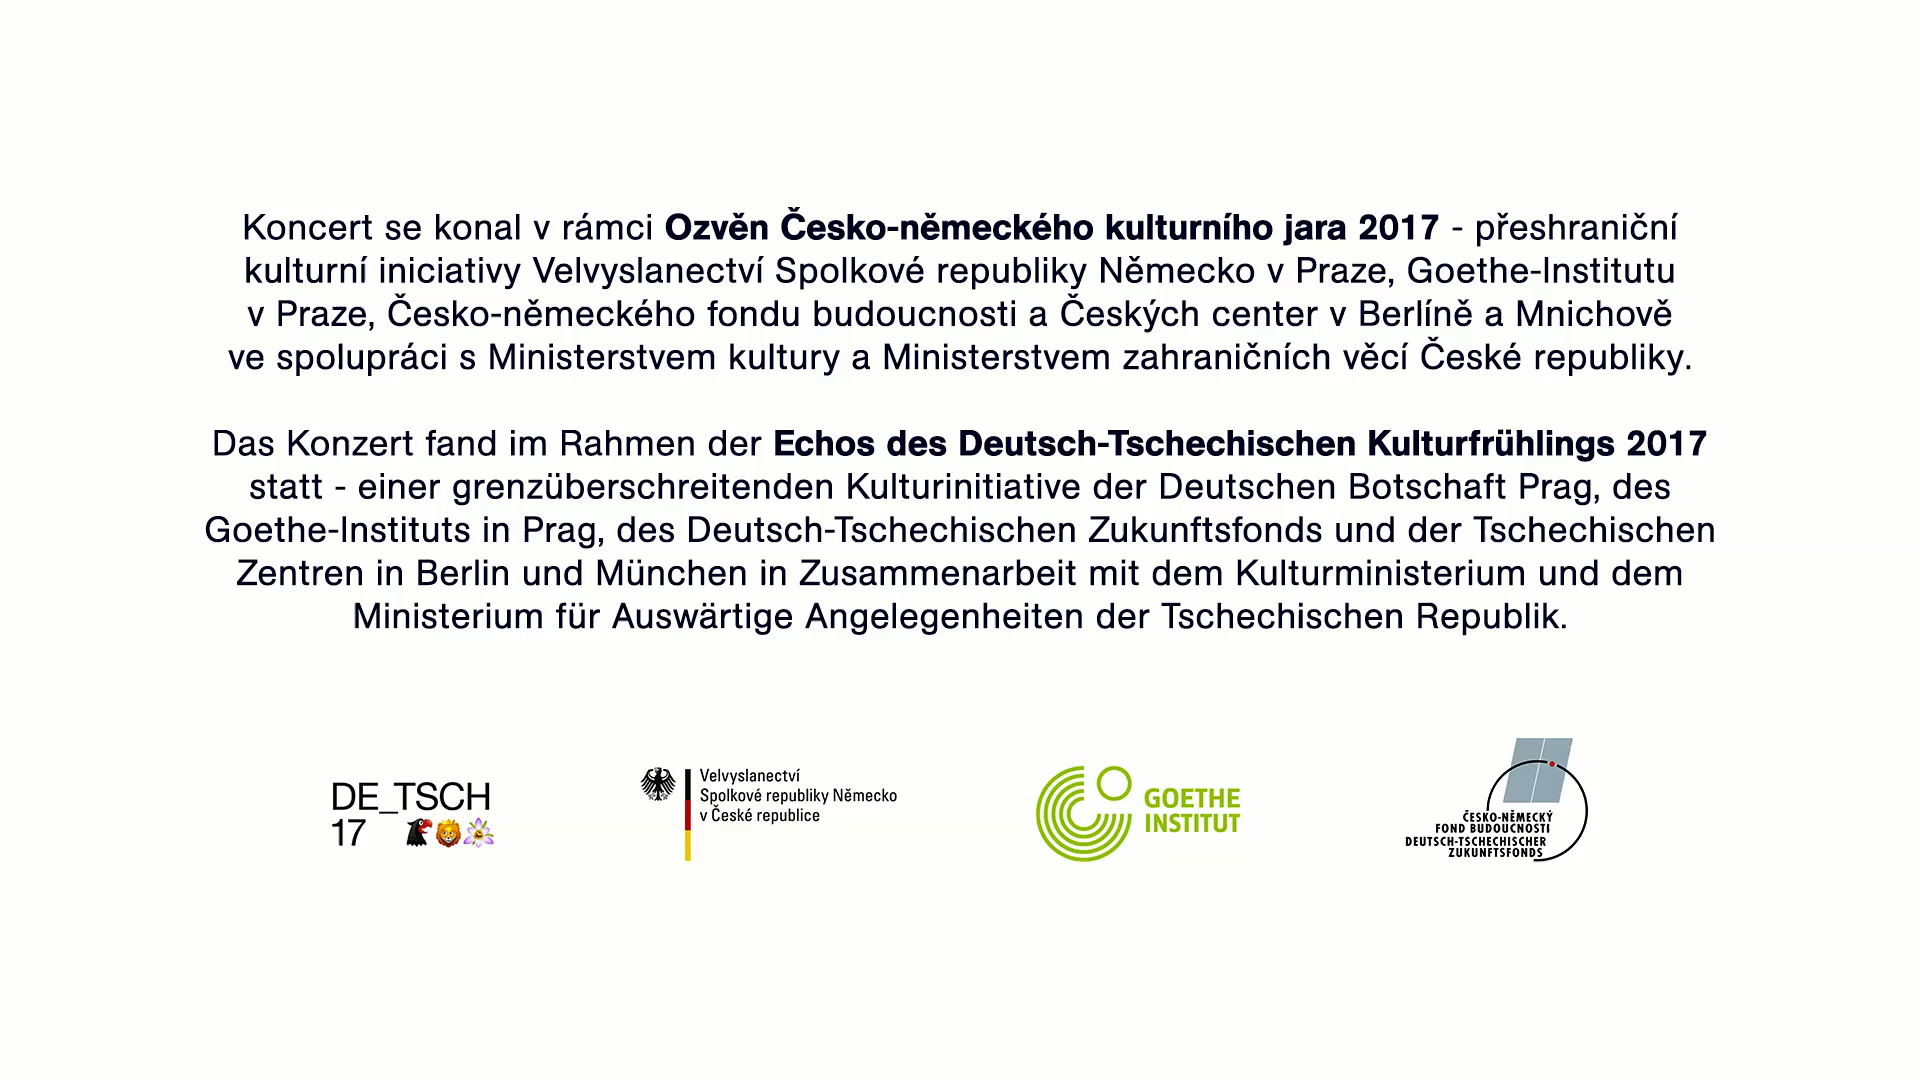 Koncert se konal v rámci Ozvěn Česko-německého kulturního jara 2017 - přeshraniční
kulturní iniciativy Velvyslanectví Spolkové republiky Německo v Praze, Goethe-Institutu
v Praze, Česko-německého fondu budoucnosti a Českých center v Berlíně a Mnichově
ve spolupráci s Ministerstvem kultury a Ministerstvem zahraničních věcí České republiky.
Das Konzert fand im Rahmen der Echos des Deutsch-Tschechischen Kulturfrühlings 2017
statt - einer grenzüberschreitenden Kulturinitiative der Deutschen Botschaft Prag, des
Goethe-Instituts in Prag, des Deutsch-Tschechischen Zukunftsfonds und der Tschechischen
Zentren in Berlin und München in Zusammenarbeit mit dem Kulturministerium und dem
Ministerium für Auswärtige Angelegenheiten der Tschechischen Republik.
DE_TSCH
17
Velvyslanectví
Spolkové republiky Německo
v České republice
GOETHE
INSTITUT
ČESKO-NĚMECKÝ
FOND BUDOUCNOSTI
DEUTSCH-TSCHECHISCHER
ZUKUNFTSFONDS